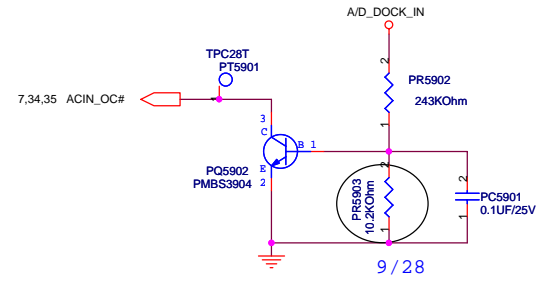 A/D_DOCK_IN
TPC28T
PT5901
2
PR5902
243KOhm
1
7,34,35 ACIN_OC#
3
C
B 1
E
2
PQ5902
PMBS3904
2
PR5903
10.2KOhm
1
2
PC5901
0.1UF/25V
1
9/28